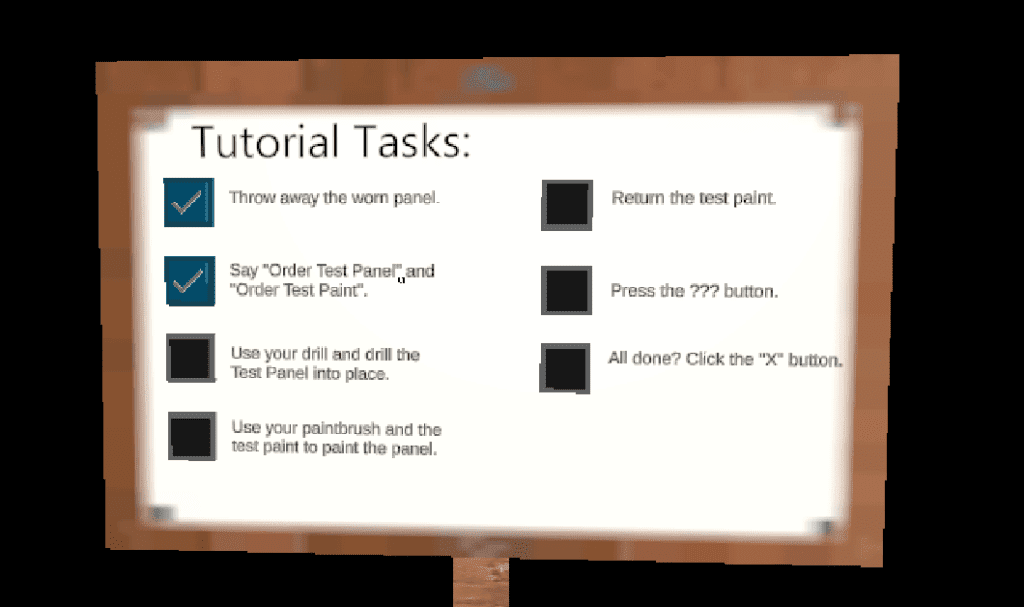 Tutorial Tasks:
Throw away the worn panel.
Say "Order Test Panel" and
"Order Test Paint".
Use your drill and drill the
Test Panel into place.
Use your paintbrush and the
test paint to paint the panel.
Return the test paint.
Press the ??? button.
All done? Click the "X" button.